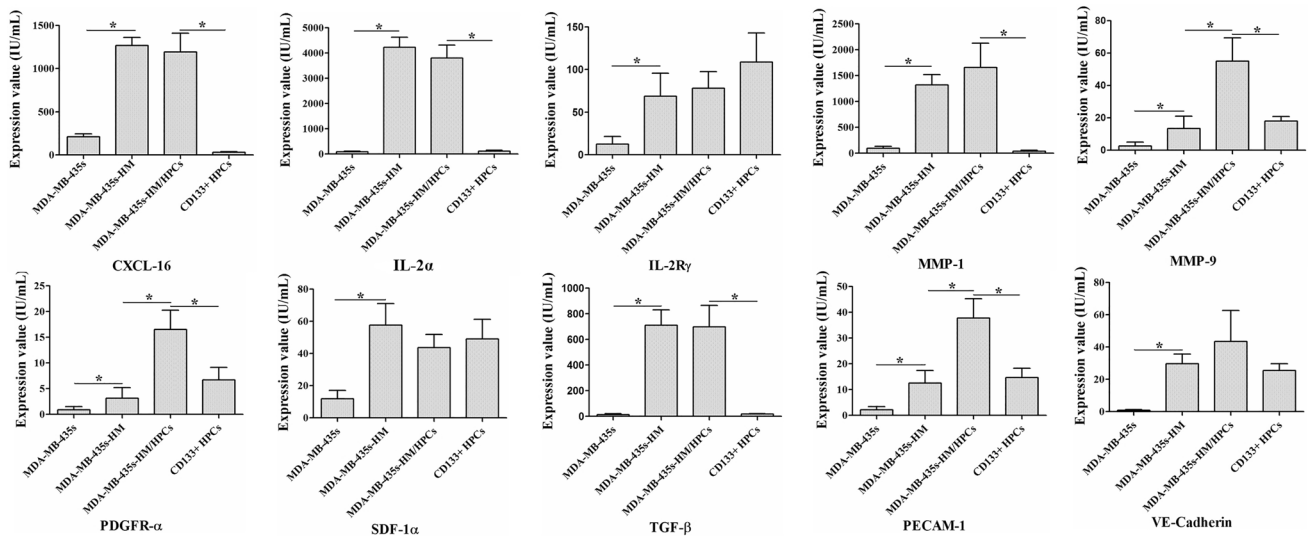 Expression value (IU/mL)
1500
1000
500
0
*
*
MDA-MB-435s
MDA-MB-435s-HM
MDA-MB-435s-HM/HPCs
CD133+ HPCs
CXCL-16
Expression value (IU/mL)
5000
4000
3000
2000
1000
0
*
*
MDA-MB-435s
MDA-MB-435s-HM
MDA-MB-435s-HM/HPCs
CD133+ HPCs
IL-2α
Expression value (IU/mL)
150
100
50
0
*
MDA-MB-435s
MDA-MB-435s-HM
MDA-MB-435s-HM/HPCs
CD133+ HPCs
IL-2Rγ
Expression value (IU/mL)
2500
2000
1500
1000
500
0
*
*
MDA-MB-435s
MDA-MB-435s-HM
MDA-MB-435s-HM/HPCs
CD133+ HPCs
MMP-1
Expression value (IU/mL)
80
60
40
20
0
*
*
*
MDA-MB-435s
MDA-MB-435s-HM
MDA-MB-435s-HM/HPCs
CD133+ HPCs
MMP-9
Expression value (IU/mL)
25
20
15
10
5
0
*
*
*
MDA-MB-435s
MDA-MB-435s-HM
MDA-MB-435s-HM/HPCs
CD133+ HPCs
PDGFR-α
Expression value (IU/mL)
80
60
40
20
0
*
MDA-MB-435s
MDA-MB-435s-HM
MDA-MB-435s-HM/HPCs
CD133+ HPCs
SDF-1α
Expression value (IU/mL)
1000
800
600
400
200
0
*
*
MDA-MB-435s
MDA-MB-435s-HM
MDA-MB-435s-HM/HPCs
CD133+ HPCs
TGF-β
Expression value (IU/mL)
50
40
30
20
10
0
*
*
*
MDA-MB-435s
MDA-MB-435s-HM
MDA-MB-435s-HM/HPCs
CD133+ HPCs
PECAM-1
Expression value (IU/mL)
80
60
40
20
0
*
MDA-MB-435s
MDA-MB-435s-HM
MDA-MB-435s-HM/HPCs
CD133+ HPCs
VE-Cadherin